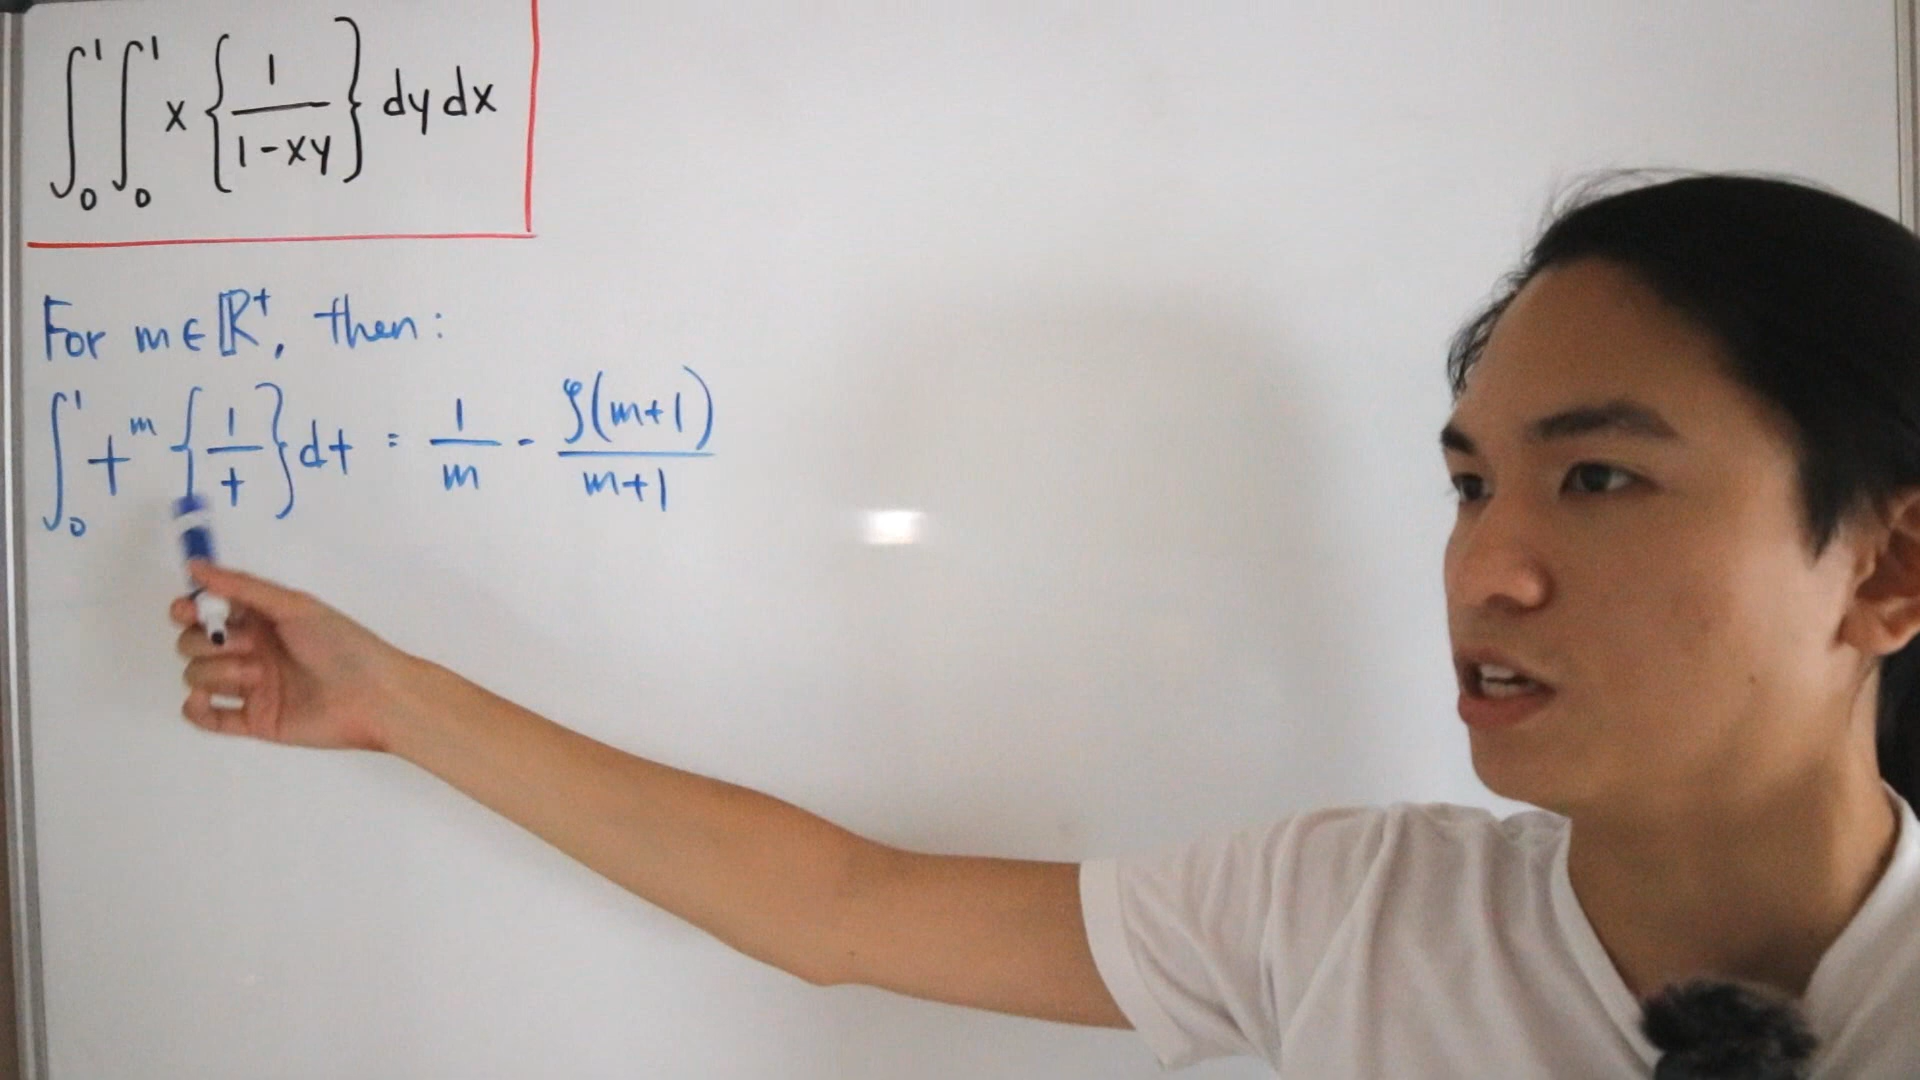 ∫₀¹∫₀¹ x {1/(1-xy)} dy dx
For m∈ℝ⁺, then:
∫₀¹ t^m {1/t} dt = 1/m - ζ(m+1)/(m+1)